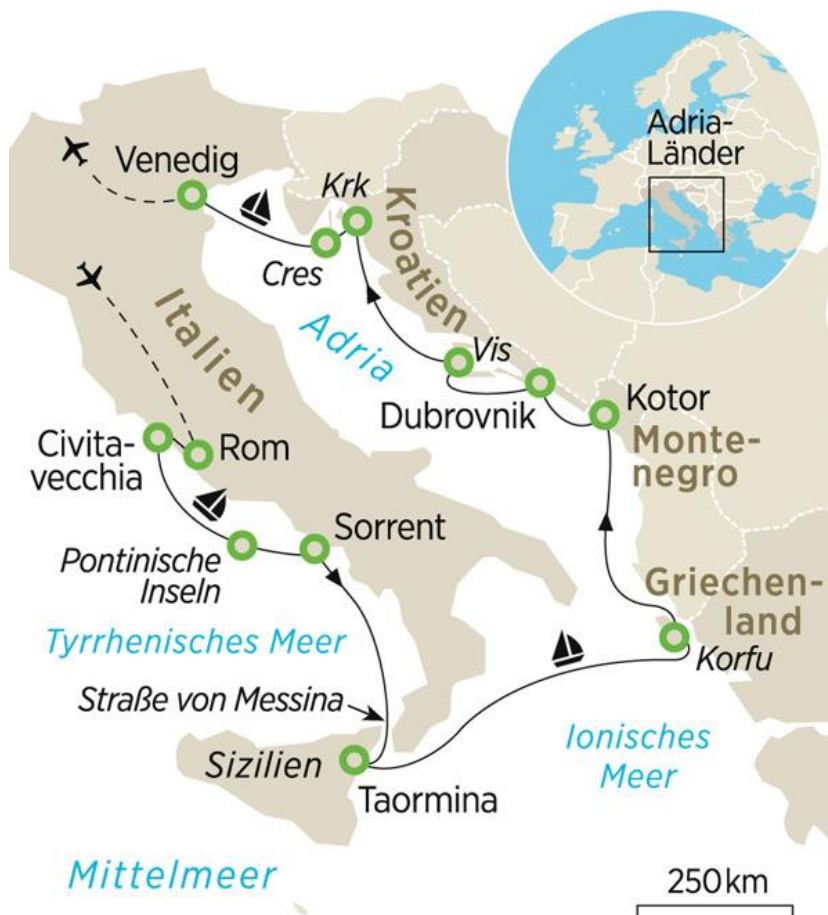 Adria-
Länder
Venedig
Krk
Kroatien
Cres
Italien
Adria
Vis
Dubrovnik
Kotor
Monte-
negro
Civita-
vecchia
Rom
Sorrent
Pontinische
Inseln
Griechen-
land
Tyrrhenisches Meer
Korfu
Straße von Messina
Ionisches
Meer
Sizilien
Taormina
Mittelmeer
250 km